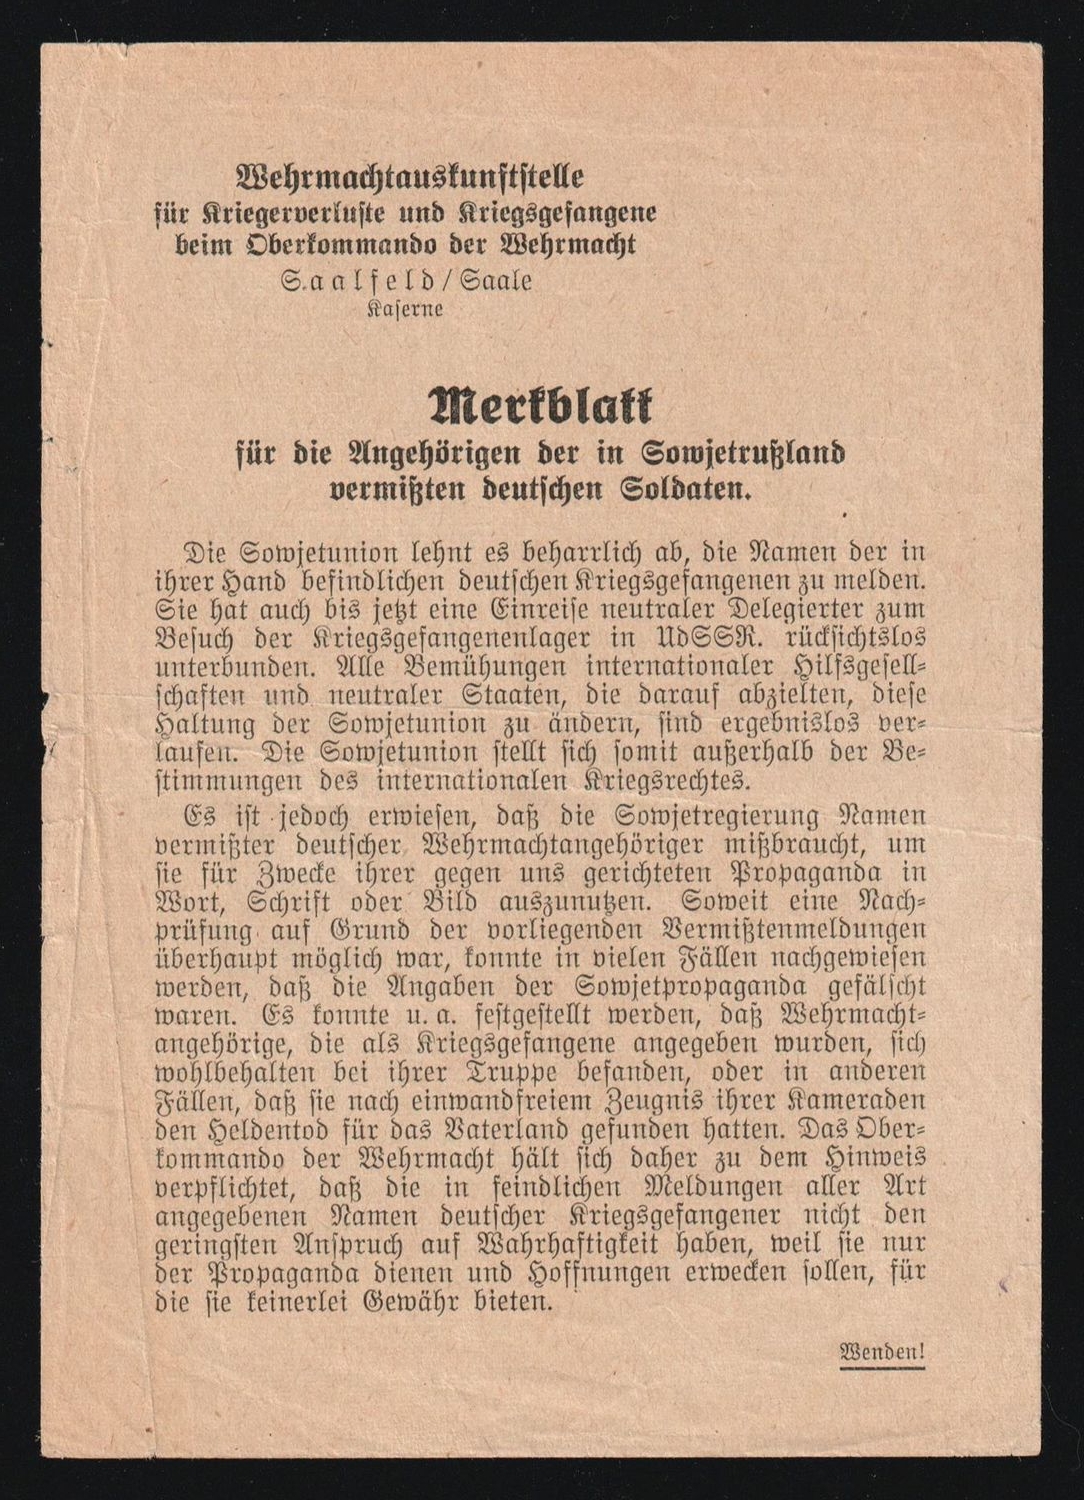 Wehrmachtauskunftstelle
für Kriegerverluste und Kriegsgefangene
beim Oberkommando der Wehrmacht
Saalfeld/Saale
Kaserne
Merkblatt
für die Angehörigen der in Sowjetrußland
vermißten deutschen Soldaten.
Die Sowjetunion lehnt es beharrlich ab, die Namen der in
ihrer Hand befindlichen deutschen Kriegsgefangenen zu melden.
Sie hat auch bis jetzt eine Einreise neutraler Delegierter zum
Besuch der Kriegsgefangenenlager in UdSSR. rücksichtslos
unterbunden. Alle Bemühungen internationaler Hilfsgesell-
schaften und neutraler Staaten, die darauf abzielten, diese
Haltung der Sowjetunion zu ändern, sind ergebnislos ver-
laufen. Die Sowjetunion stellt sich somit außerhalb der Be-
stimmungen des internationalen Kriegsrechtes.
Es ist jedoch erwiesen, daß die Sowjetregierung Namen
vermißter deutscher Wehrmachtangehöriger mißbraucht, um
sie für Zwecke ihrer gegen uns gerichteten Propaganda in
Wort, Schrift oder Bild auszunutzen. Soweit eine Nach-
prüfung auf Grund der vorliegenden Vermißtenmeldungen
überhaupt möglich war, konnte in vielen Fällen nachgewiesen
werden, daß die Angaben der Sowjetpropaganda gefälscht
waren. Es konnte u. a. festgestellt werden, daß Wehrmacht-
angehörige, die als Kriegsgefangene angegeben wurden, sich
wohlbehalten bei ihrer Truppe befanden, oder in anderen
Fällen, daß sie nach einwandfreiem Zeugnis ihrer Kameraden
den Heldentod für das Vaterland gefunden hatten. Das Ober-
kommando der Wehrmacht hält sich daher zu dem Hinweis
verpflichtet, daß die in feindlichen Meldungen aller Art
angegebenen Namen deutscher Kriegsgefangener nicht den
geringsten Anspruch auf Wahrhaftigkeit haben, weil sie nur
der Propaganda dienen und Hoffnungen erwecken sollen, für
die sie keinerlei Gewähr bieten.
Wenden!